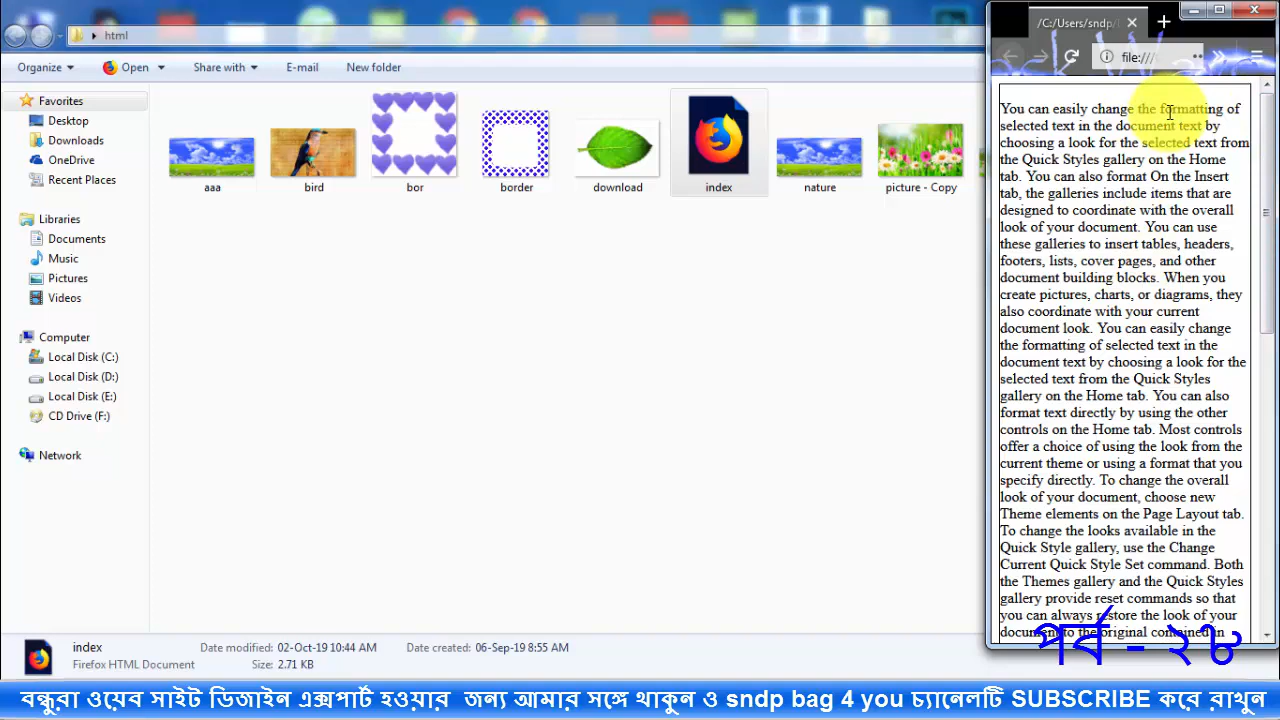 html
/C:/Users/sndp/
file:///
Organize
Open
Share with
E-mail
New folder
Favorites
Desktop
Downloads
OneDrive
Recent Places
Libraries
Documents
Music
Pictures
Videos
Computer
Local Disk (C:)
Local Disk (D:)
Local Disk (E:)
CD Drive (F:)
Network
aaa
bird
bor
border
download
index
nature
picture - Copy
You can easily change the formatting of
selected text in the document text by
choosing a look for the selected text from
the Quick Styles gallery on the Home
tab. You can also format On the Insert
tab, the galleries include items that are
designed to coordinate with the overall
look of your document. You can use
these galleries to insert tables, headers,
footers, lists, cover pages, and other
document building blocks. When you
create pictures, charts, or diagrams, they
also coordinate with your current
document look. You can easily change
the formatting of selected text in the
document text by choosing a look for the
selected text from the Quick Styles
gallery on the Home tab. You can also
format text directly by using the other
controls on the Home tab. Most controls
offer a choice of using the look from the
current theme or using a format that you
specify directly. To change the overall
look of your document, choose new
Theme elements on the Page Layout tab.
To change the looks available in the
Quick Style gallery, use the Change
Current Quick Style Set command. Both
the Themes gallery and the Quick Styles
gallery provide reset commands so that
you can always restore the look of your
document to the original contained in
পর্ব - ২৮
index
Date modified: 02-Oct-19 10:44 AM
Date created: 06-Sep-19 8:55 AM
Firefox HTML Document
Size: 2.71 KB
বন্ধুরা ওয়েব সাইট ডিজাইন এক্সপার্ট হওয়ার জন্য আমার সঙ্গে থাকুন ও sndp bag 4 you চ্যানেলটি SUBSCRIBE করে রাখুন